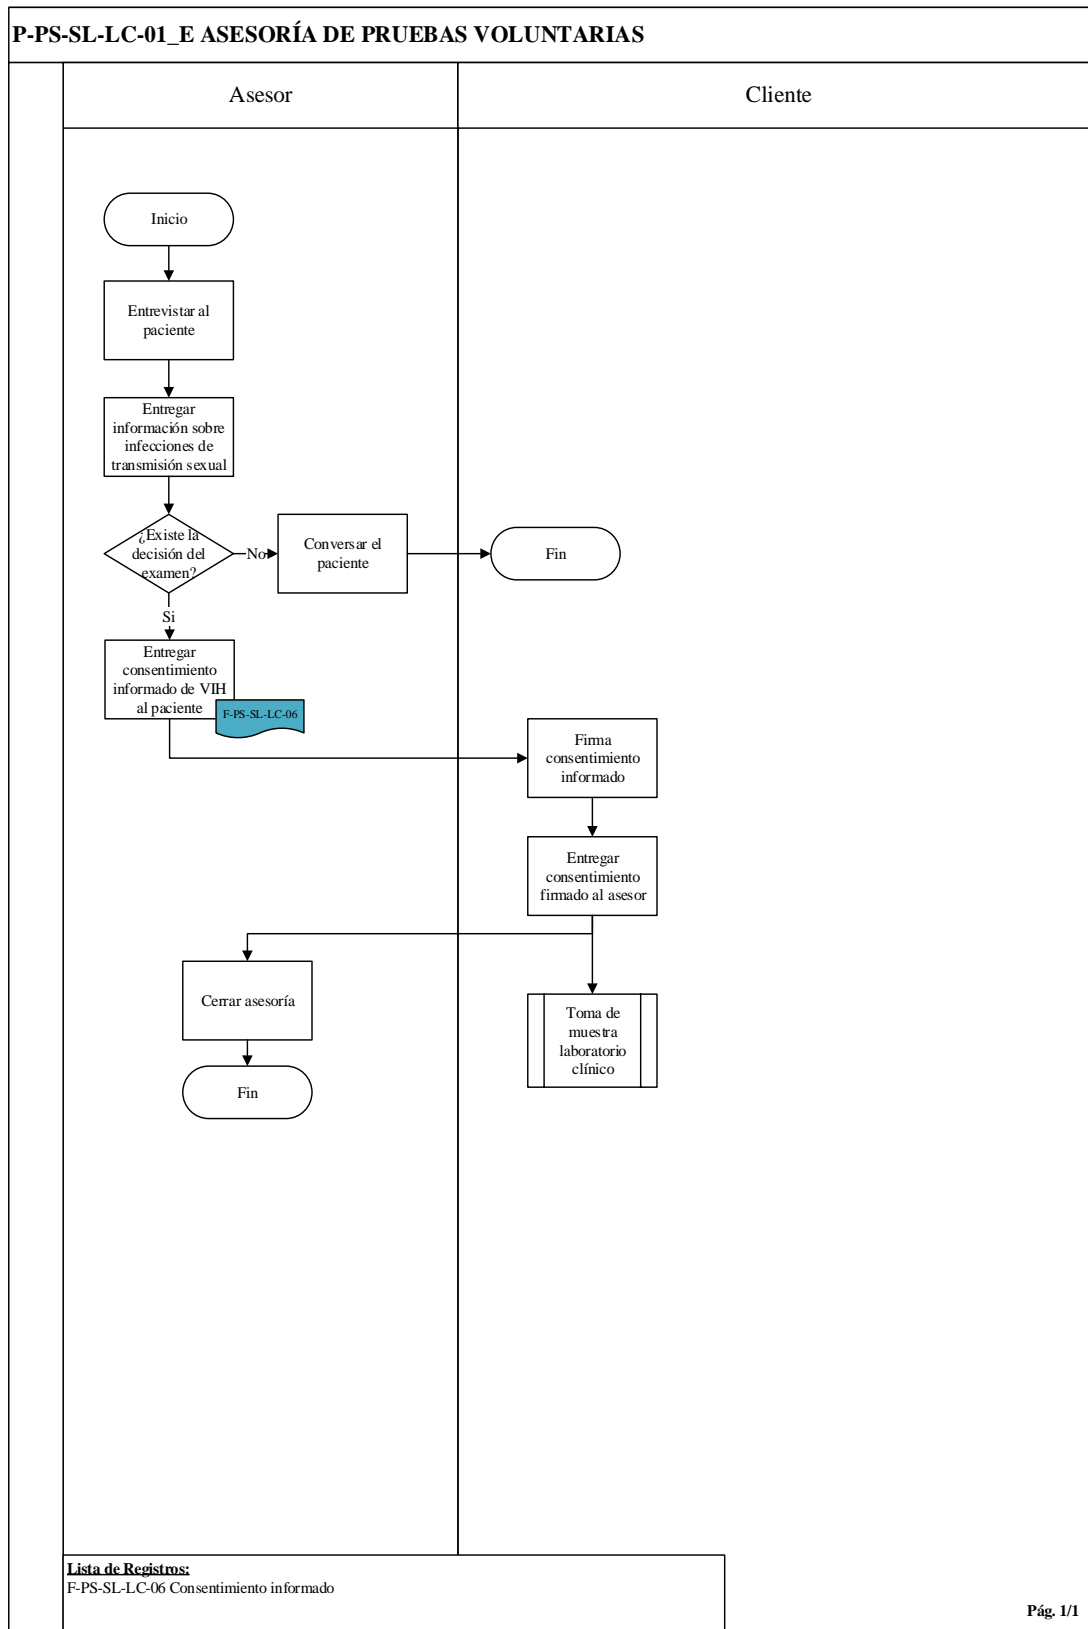 P-PS-SL-LC-01_E ASESORÍA DE PRUEBAS VOLUNTARIAS
Asesor
Cliente
Inicio
Entrevistar al
paciente
Entregar
información sobre
infecciones de
transmisión sexual
¿Existe la
decisión del
examen?
No
Conversar el
paciente
Fin
Si
Entregar
consentimiento
informado de VIH
al paciente
F-PS-SL-LC-06
Firma
consentimiento
informado
Entregar
consentimiento
firmado al asesor
Cerrar asesoría
Toma de
muestra
laboratorio
clínico
Fin
Lista de Registros:
F-PS-SL-LC-06 Consentimiento informado
Pág. 1/1